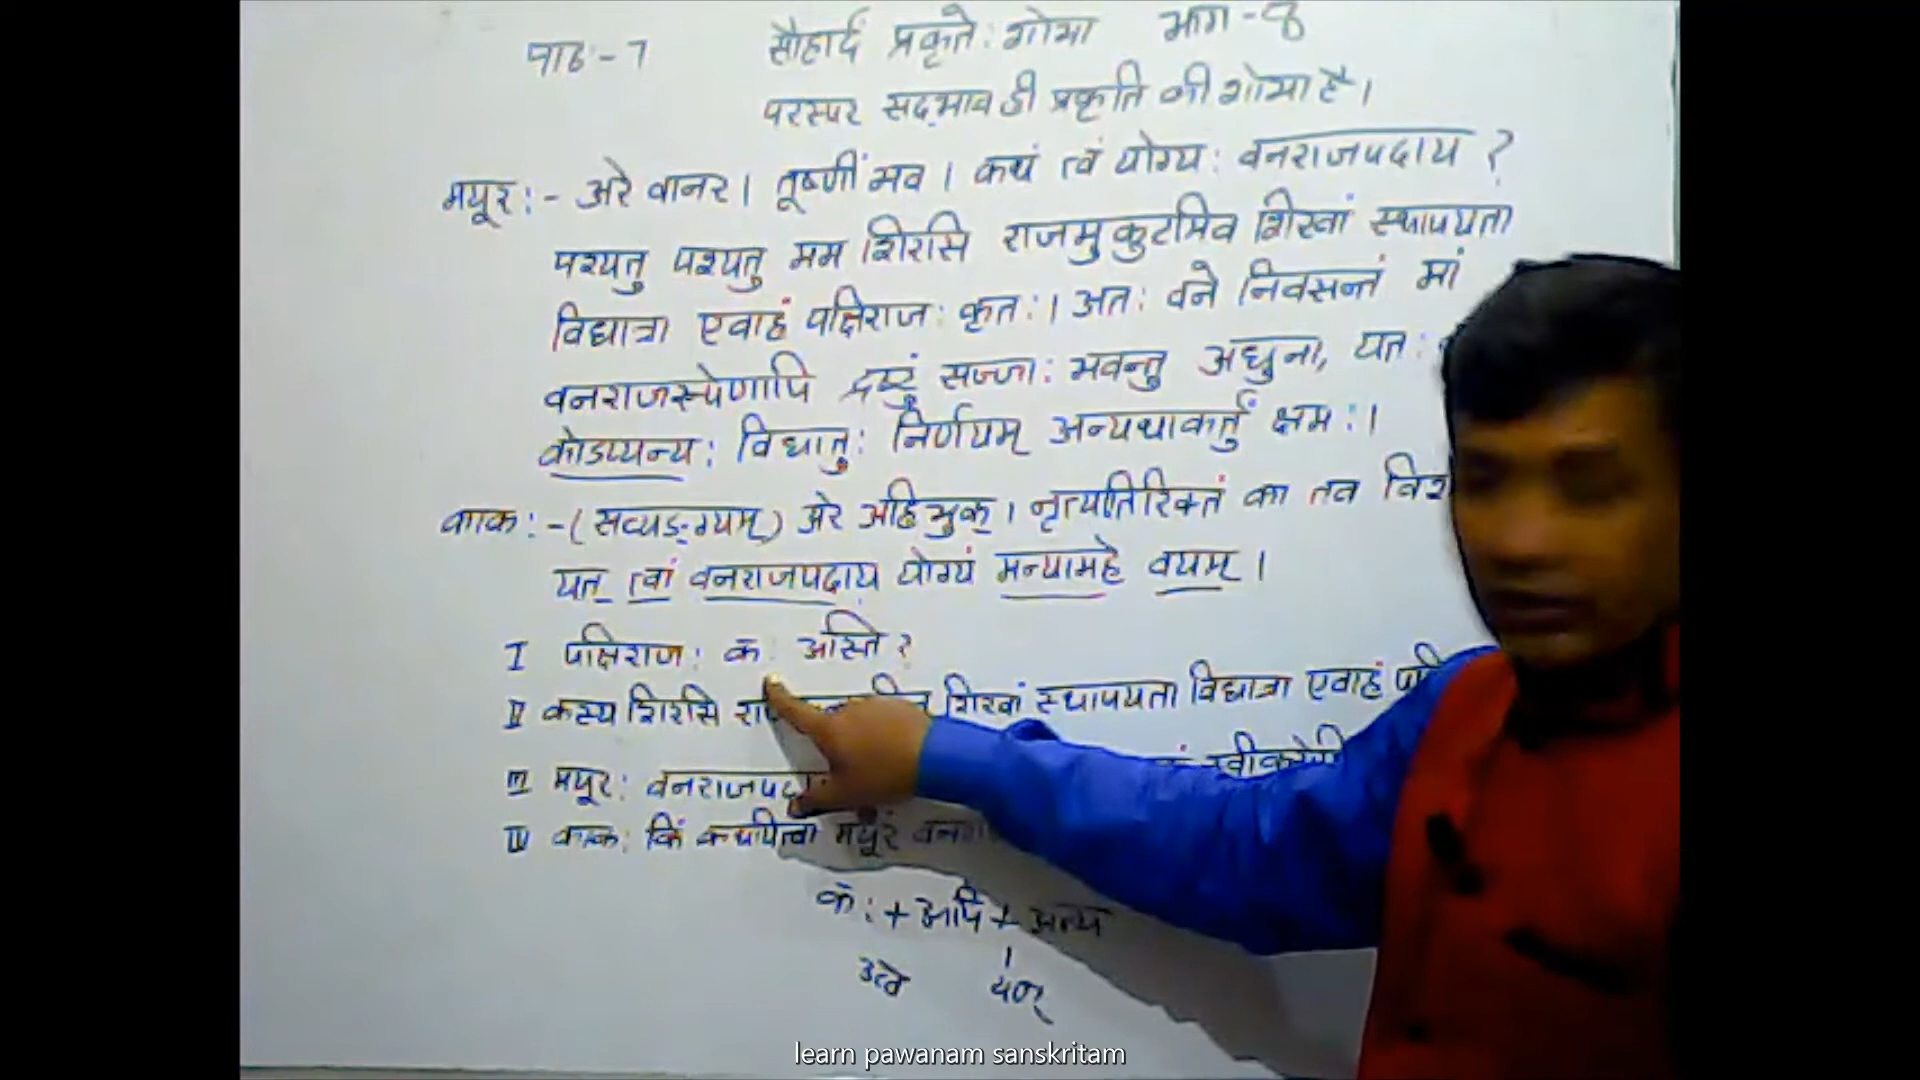 पाठः-7 सौहार्दं प्रकृतेः शोभा भाग-8
परस्पर सद्भाव ही प्रकृति की शोभा है।
मयूरः- अरे वानर। तूष्णीं भव। कथं त्वं योग्यः वनराजपदाय ?
पश्यतु पश्यतु मम शिरसि राजमुकुटमिव शिखां स्थापयता
विधात्रा एवाहं पक्षिराजः कृतः। अतः वने निवसन्तं मां
वनराजरूपेणापि द्रष्टुं सज्जाः भवन्तु अधुना, यतः
कोऽप्यन्यः विधातुः निर्णयम् अन्यथाकर्तुं क्षमः।
काकः-(सव्यङ्ग्यम्) अरे अहिभुक्। नृत्यातिरिक्तं का तव
यत् त्वां वनराजपदाय योग्यं मन्यामहे वयम्।
I पक्षिराजः कः अस्ति ?
II कस्य शिरसि शिखां स्थापयता विधात्रा एवाहं
III मयूरः
IV काकः किं कथयित्वा मयूरं
कः + अपि + अन्य
उत्व यण्
learn pawanam sanskritam